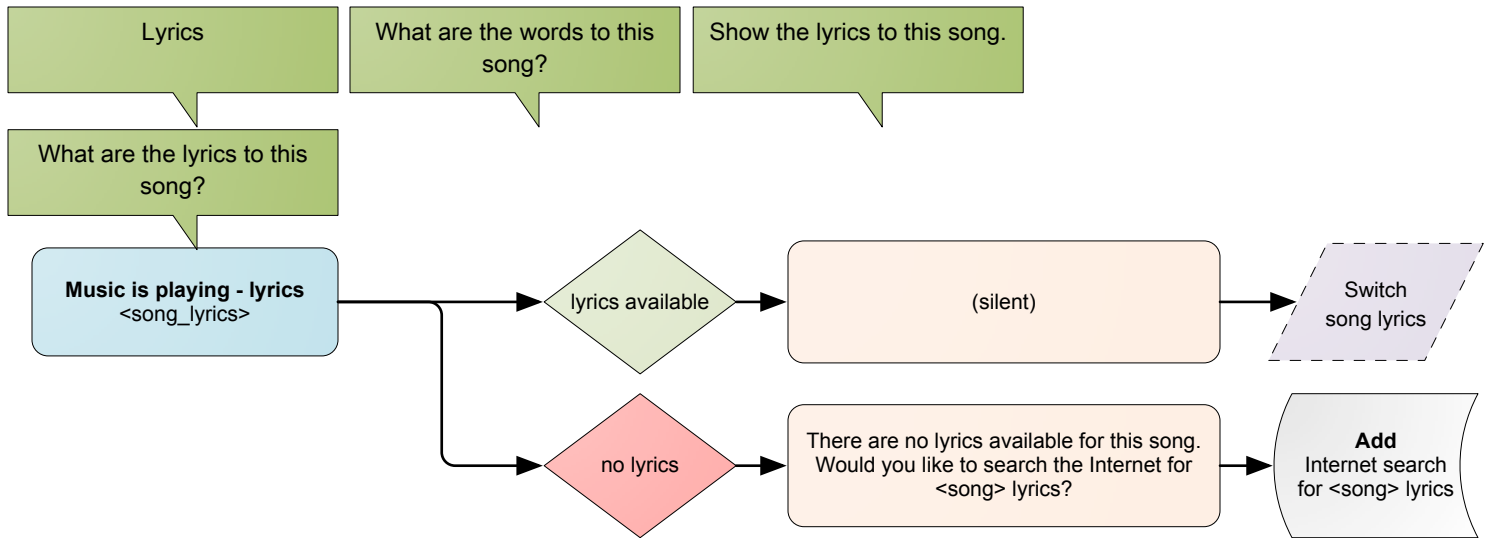 Lyrics
What are the words to this
song?
Show the lyrics to this song.
What are the lyrics to this
song?
Music is playing - lyrics
<song_lyrics>
lyrics available
(silent)
Switch
song lyrics
no lyrics
There are no lyrics available for this song.
Would you like to search the Internet for
<song> lyrics?
Add
Internet search
for <song> lyrics